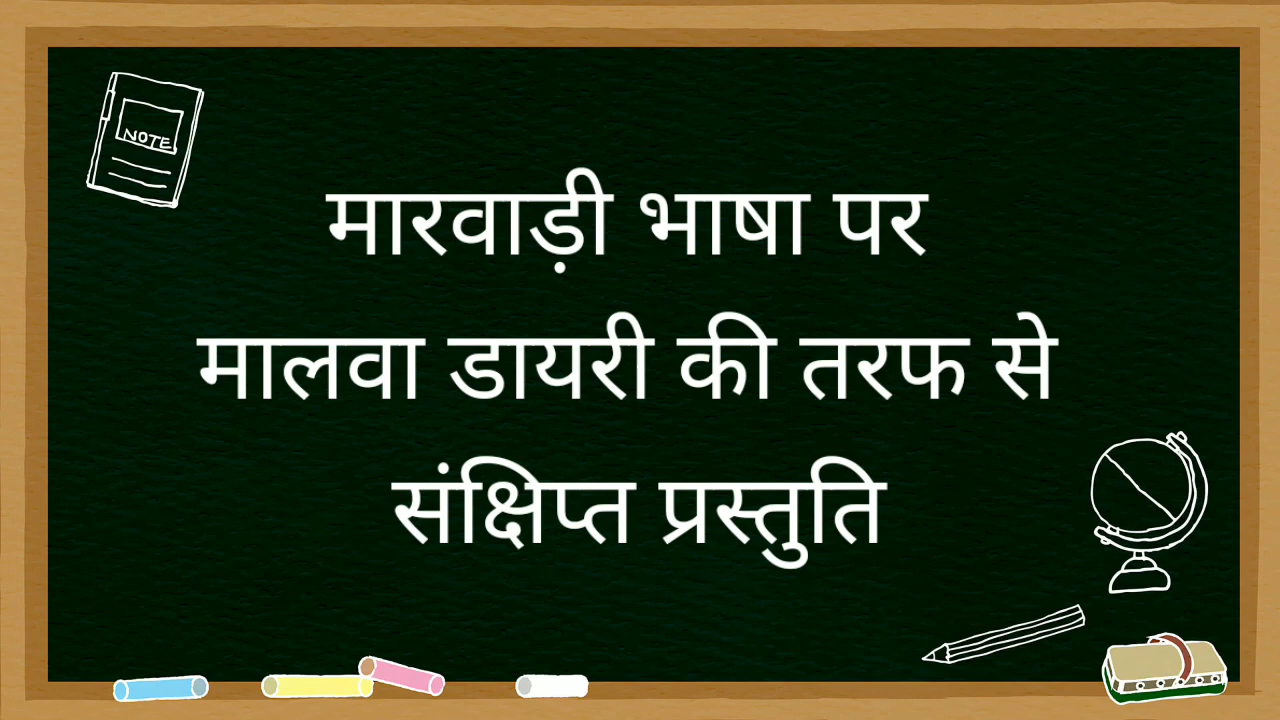 NOTE
मारवाड़ी भाषा पर
मालवा डायरी की तरफ से
संक्षिप्त प्रस्तुति